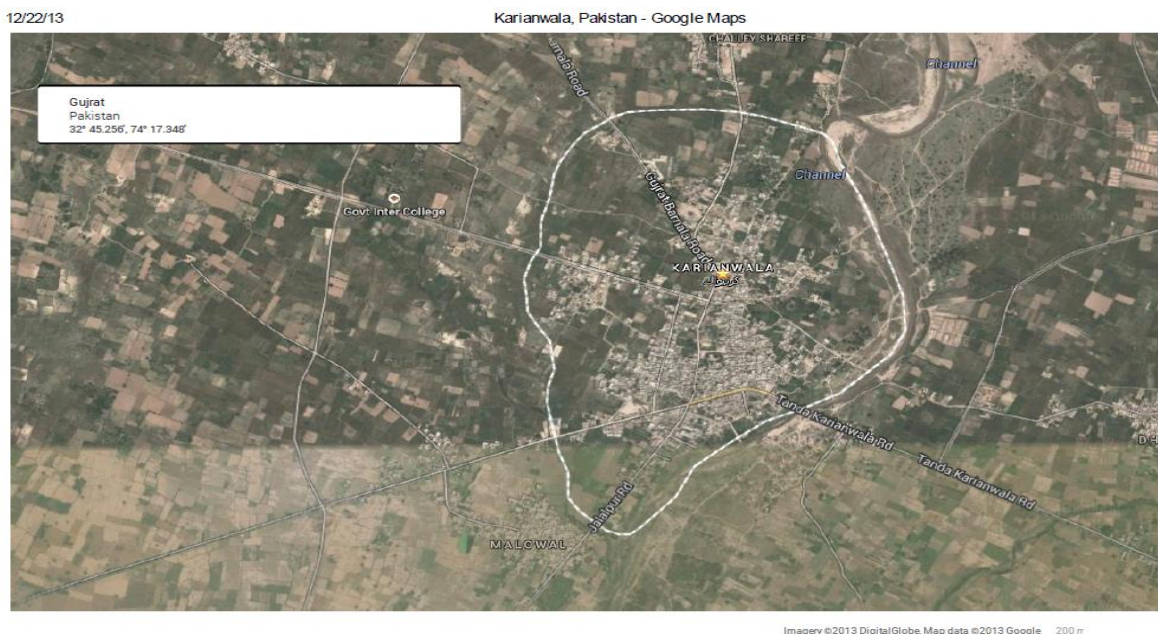 12/22/13
Karianwala, Pakistan - Google Maps
CHALLEY SHAREEF
Channel
Gujrat
Pakistan
32° 45.256', 74° 17.348'
Channel
Govt Inter College
Gujrat Barnala Road
KARIANWALA
Tanda Karianwala Rd
Tanda Karianwala Rd
Jalalpur Rd
MALOWAL
Imagery ©2013 DigitalGlobe, Map data ©2013 Google 200 m